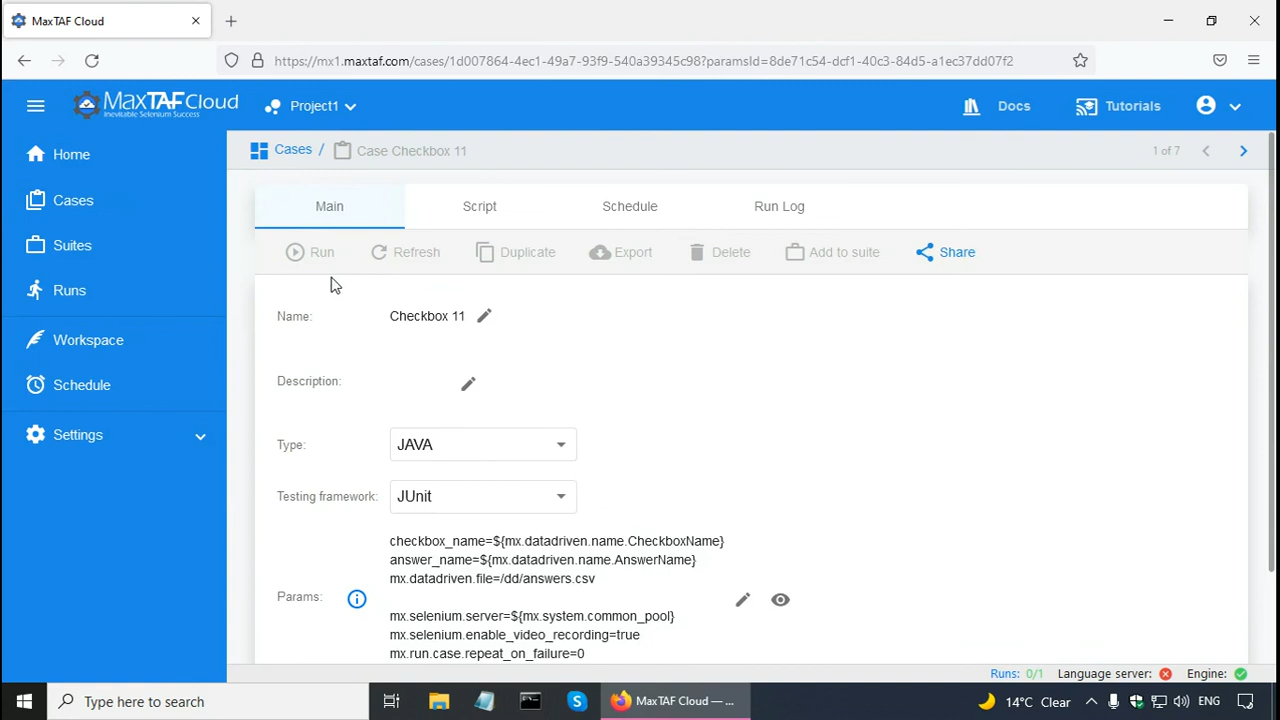 MaxTAF Cloud
https://mx1.maxtaf.com/cases/1d007864-4ec1-49a7-93f9-540a39345c98?paramsId=8de71c54-dcf1-40c3-84d5-a1ec37dd07f2
MaxTAF Cloud
Inevitable Selenium Success
Project1
Docs
Tutorials
Home
Cases
Suites
Runs
Workspace
Schedule
Settings
Cases / Case Checkbox 11
1 of 7
Main Script Schedule Run Log
Run Refresh Duplicate Export Delete Add to suite Share
Name: Checkbox 11
Description:
Type: JAVA
Testing framework: JUnit
Params:
checkbox_name=${mx.datadriven.name.CheckboxName}
answer_name=${mx.datadriven.name.AnswerName}
mx.datadriven.file=/dd/answers.csv
mx.selenium.server=${mx.system.common_pool}
mx.selenium.enable_video_recording=true
mx.run.case.repeat_on_failure=0
Runs: 0/1 Language server: Engine:
Type here to search
MaxTAF Cloud — ...
14°C Clear
ENG